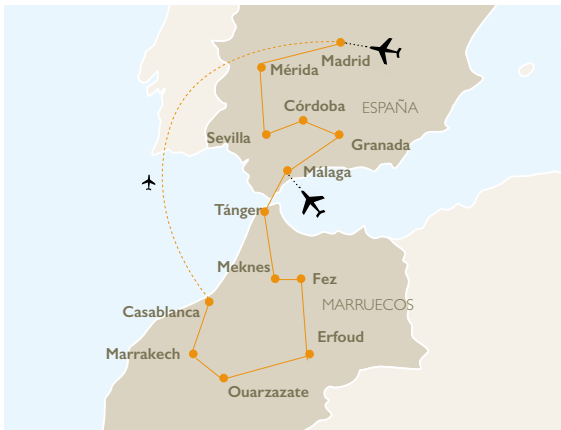 Madrid
Mérida
Córdoba
ESPAÑA
Sevilla
Granada
Málaga
Tánger
Meknes
Fez
MARRUECOS
Casablanca
Erfoud
Marrakech
Ouarzazate